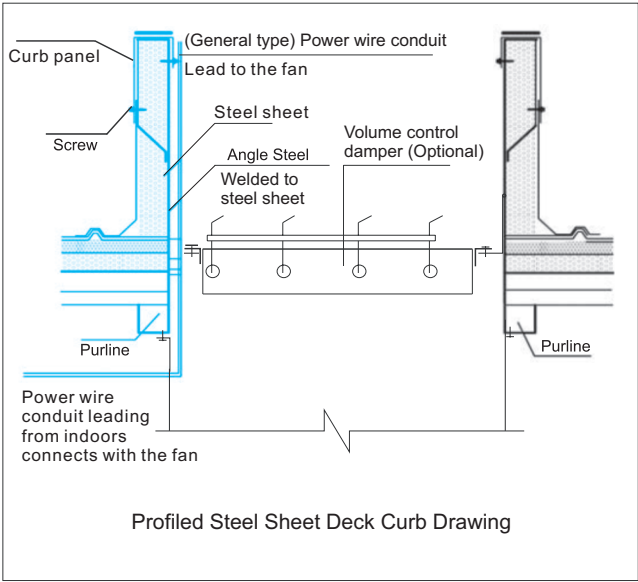 (General type) Power wire conduit
Curb panel
Lead to the fan
Steel sheet
Screw
Volume control
damper (Optional)
Angle Steel
Welded to
steel sheet
Purline
Purline
Power wire
conduit leading
from indoors
connects with the fan
Profiled Steel Sheet Deck Curb Drawing